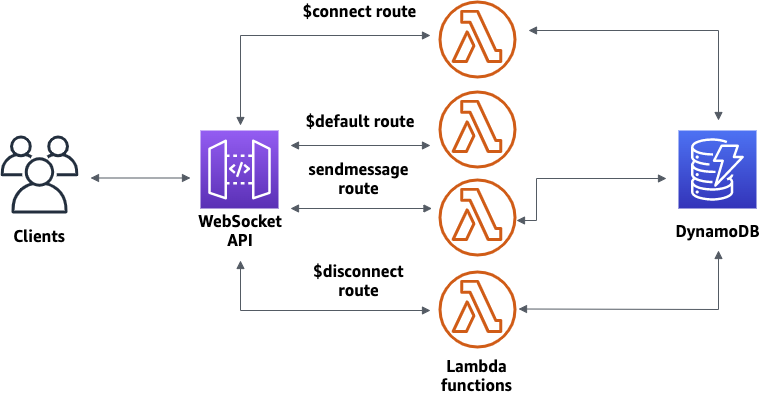 $connect route
$default route
sendmessage
route
WebSocket
API
Clients
DynamoDB
$disconnect
route
Lambda
functions